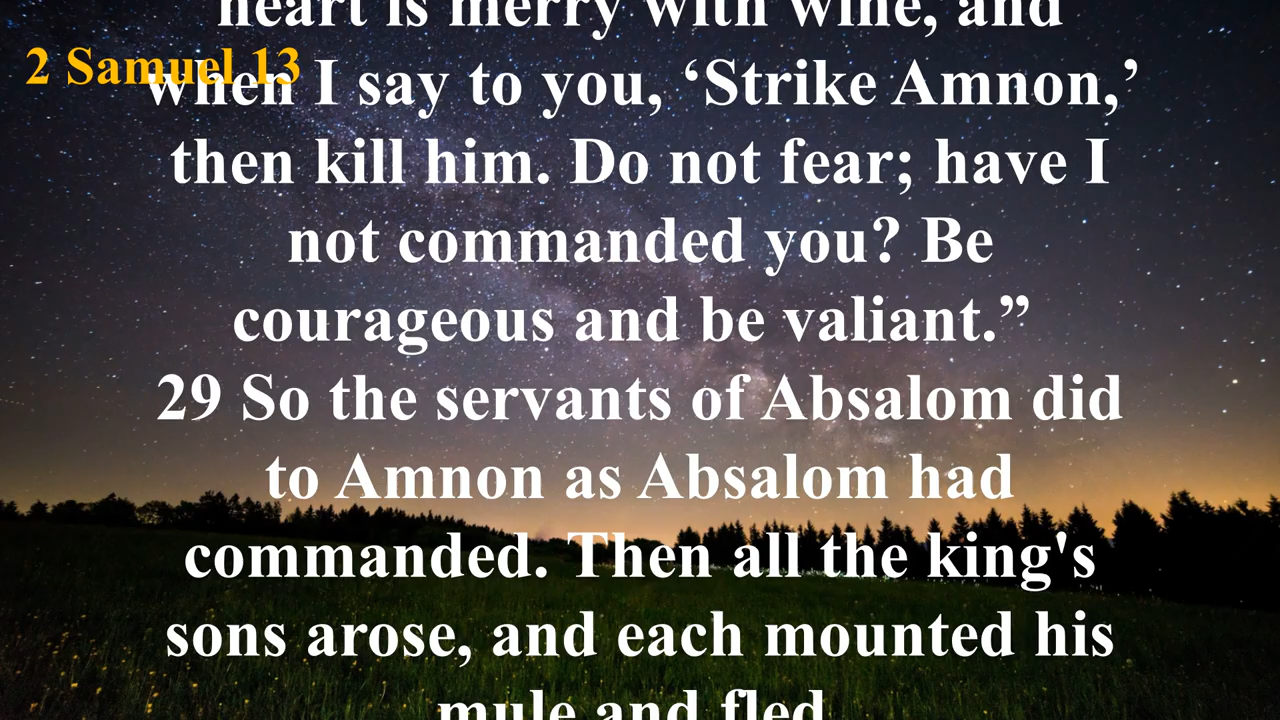 heart is merry with wine, and
2 Samuel 13
when I say to you, ‘Strike Amnon,’
then kill him. Do not fear; have I
not commanded you? Be
courageous and be valiant.”
29 So the servants of Absalom did
to Amnon as Absalom had
commanded. Then all the king's
sons arose, and each mounted his
mule and fled.